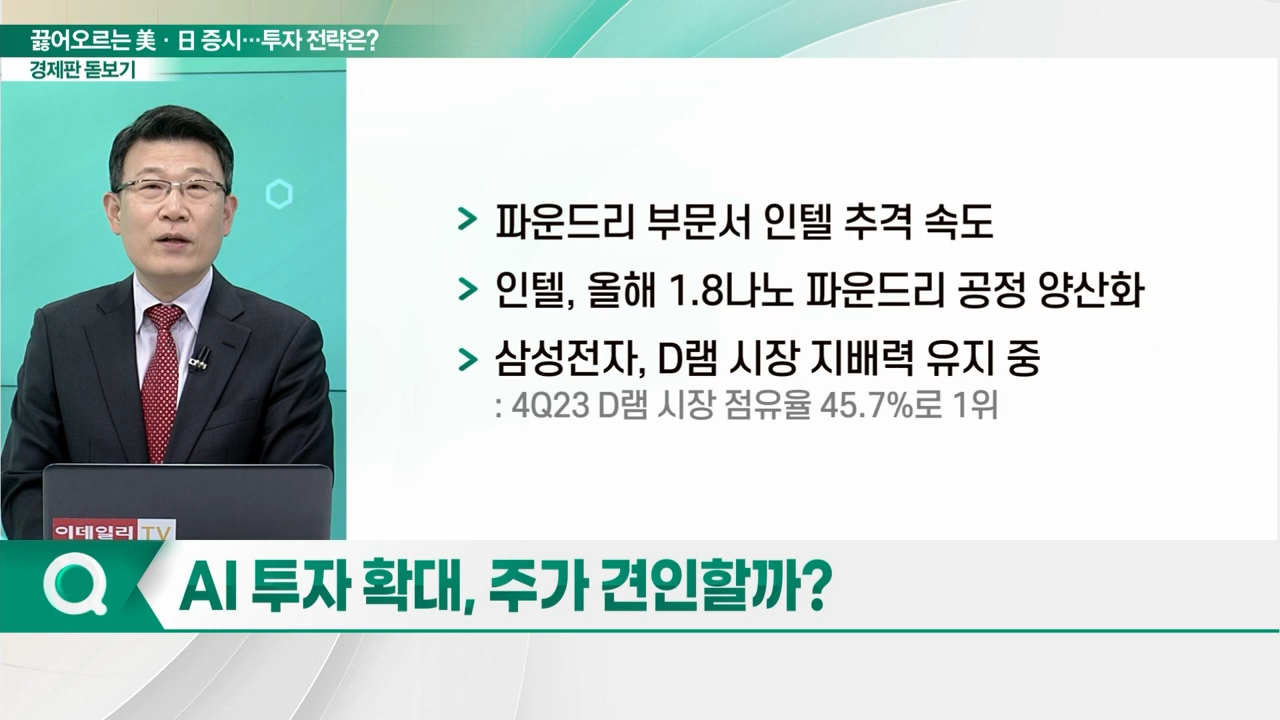 끓어오르는 美·日 증시…투자 전략은?
경제판 돋보기
> 파운드리 부문서 인텔 추격 속도
> 인텔, 올해 1.8나노 파운드리 공정 양산화
> 삼성전자, D램 시장 지배력 유지 중
: 4Q23 D램 시장 점유율 45.7%로 1위
이데일리 TV
AI 투자 확대, 주가 견인할까?